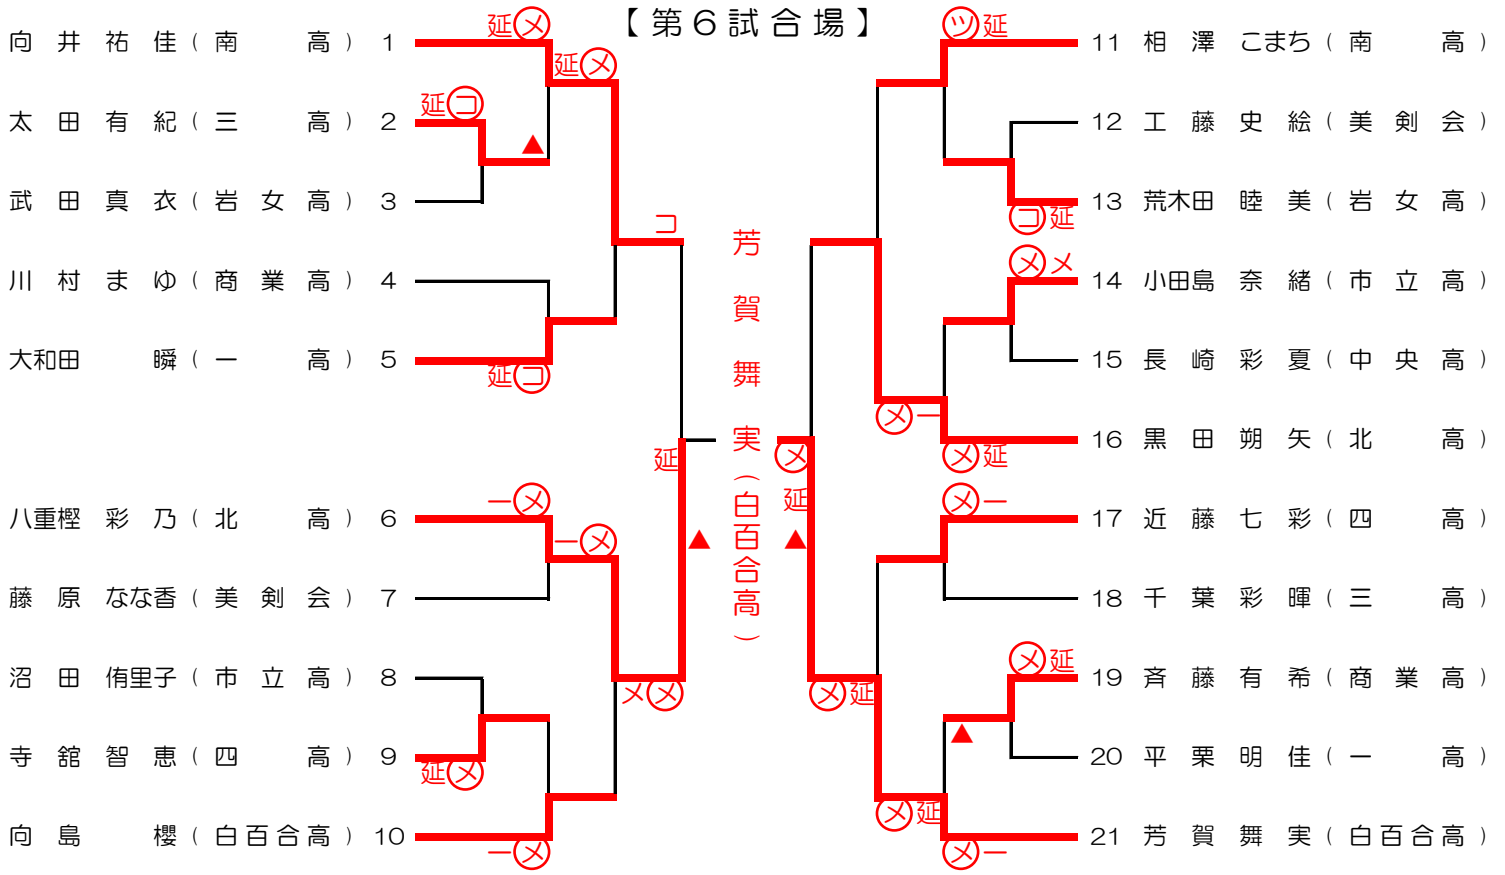 【第６試合場】
向井祐佳（南高）1
太田有紀（三高）2
武田真衣（岩女高）3
川村まゆ（商業高）4
大和田瞬（一高）5
八重樫彩乃（北高）6
藤原なな香（美剣会）7
沼田侑里子（市立高）8
寺舘智恵（四高）9
向島櫻（白百合高）10
延メ
延メ
延コ
▲
コ
延コ
延
一メ
一メ
▲
メメ
延メ
一メ
芳賀舞実（白百合高）
ツ延
コ延
メメ
メ一
メ延
メ
延
▲
メ一
メ延
メ延
▲
メ延
メ一
11 相澤こまち（南高）
12 工藤史絵（美剣会）
13 荒木田睦美（岩女高）
14 小田島奈緒（市立高）
15 長崎彩夏（中央高）
16 黒田朔矢（北高）
17 近藤七彩（四高）
18 千葉彩暉（三高）
19 斉藤有希（商業高）
20 平栗明佳（一高）
21 芳賀舞実（白百合高）